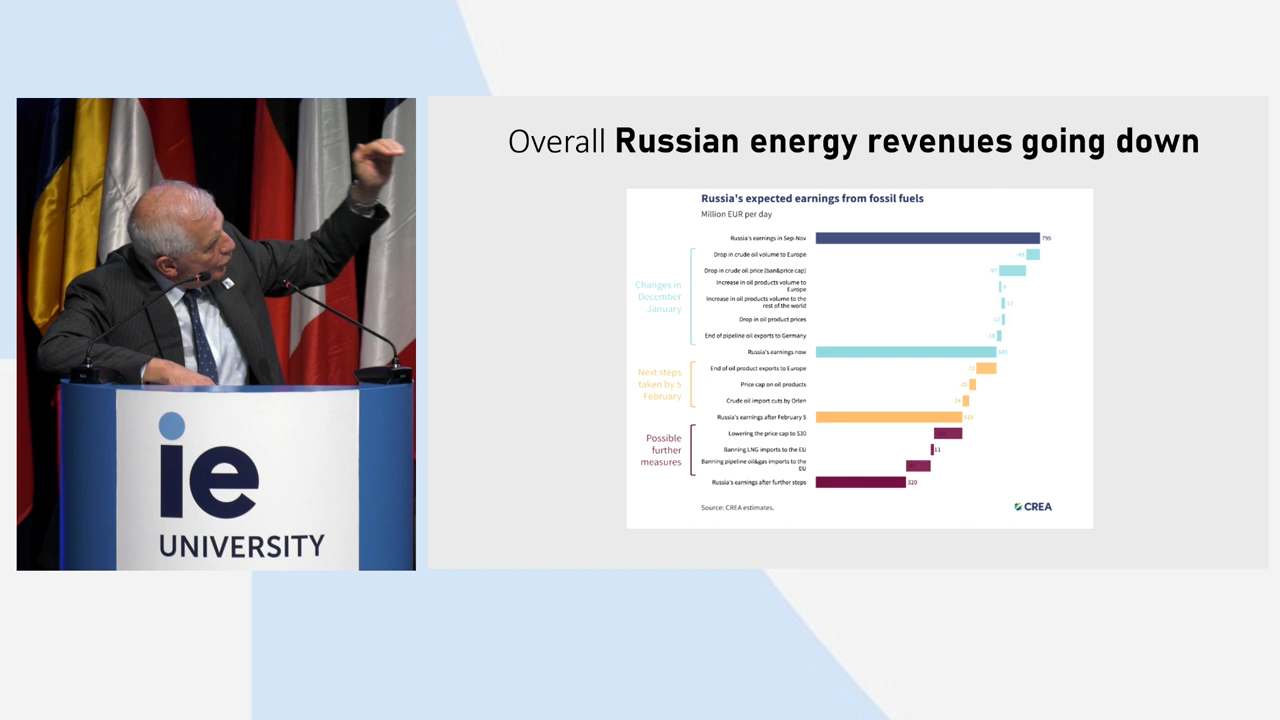 Overall Russian energy revenues going down
Russia's expected earnings from fossil fuels
Million EUR per day
Russia's earnings in Sep-Nov
795
Changes in
December
January
Drop in crude oil volume to Europe
Drop in crude oil price (ban&price cap)
Increase in oil products volume to
Europe
Increase in oil products volume to the
rest of the world
Drop in oil product prices
End of pipeline oil exports to Germany
Russia's earnings now
Next steps
taken by 5
February
End of oil product exports to Europe
Price cap on oil products
Crude oil import cuts by Orlen
Russia's earnings after February 5
Possible
further
measures
Lowering the price cap to $30
Banning LNG imports to the EU
11
Banning pipeline oil&gas imports to the
EU
Russia's earnings after further steps
320
Source: CREA estimates.
CREA
ie
UNIVERSITY